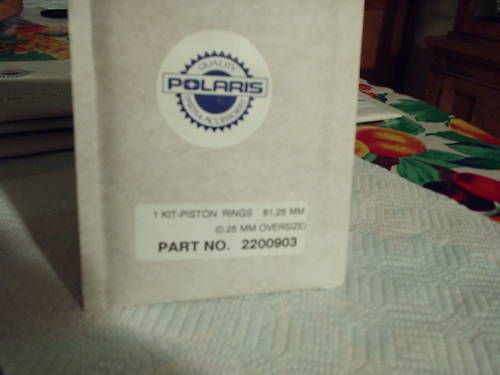 QUALITY
POLARIS
PARTS & ACCESSORIES
1 KIT-PISTON RINGS 81,25 MM
(0.25 MM OVERSIZE)
PART NO. 2200903